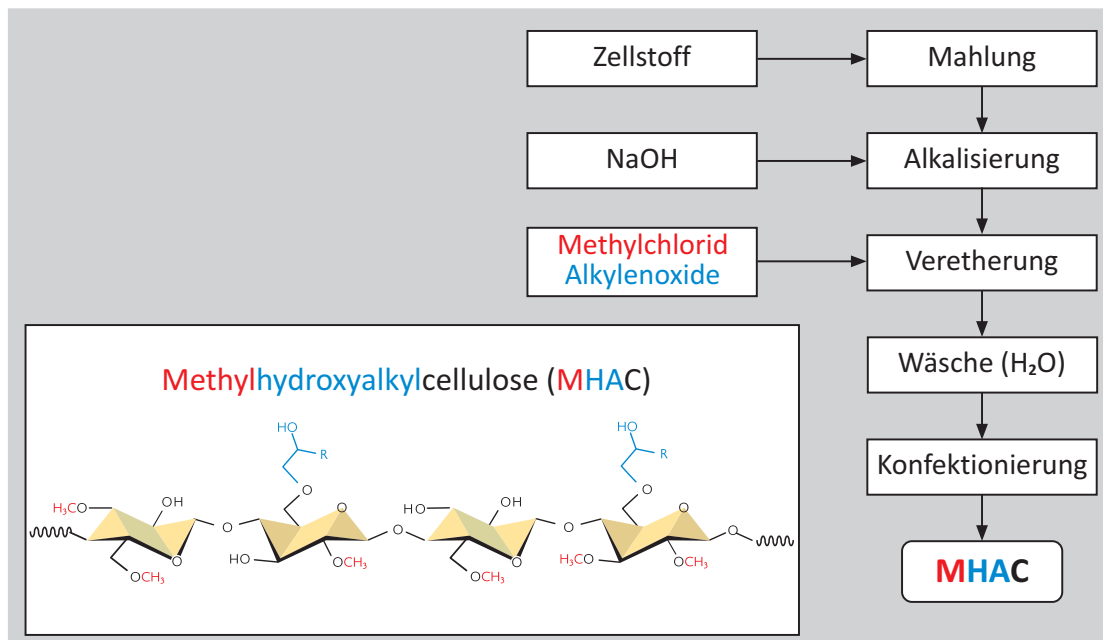 Zellstoff
Mahlung
NaOH
Alkalisierung
Methylchlorid
Alkylenoxide
Veretherung
Wäsche (H₂O)
Konfektionierung
MHAC
Methylhydroxyalkylcellulose (MHAC)
HO
R
HO
R
H₃CO
OH
O
O
O
HO OH
O
O
O
O
O
O
HO
OCH₃
H₃CO
OCH₃
O
O
OCH₃
OCH₃